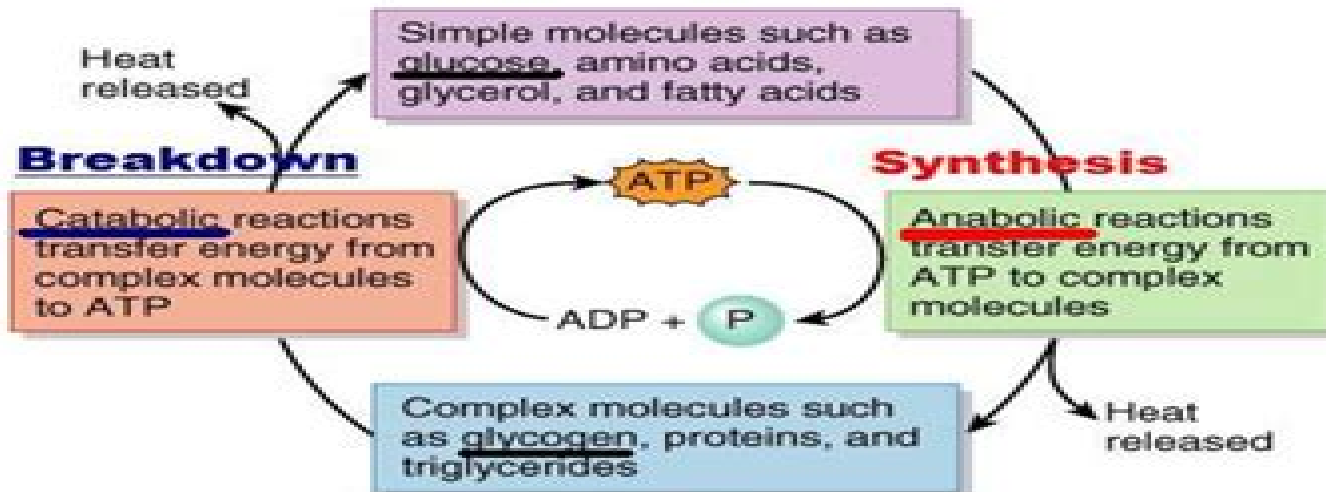 Simple molecules such as
glucose, amino acids,
glycerol, and fatty acids
Heat
released
Breakdown
Catabolic reactions
transfer energy from
complex molecules
to ATP
ATP
ADP + P
Synthesis
Anabolic reactions
transfer energy from
ATP to complex
molecules
Complex molecules such
as glycogen, proteins, and
triglycerides
Heat
released